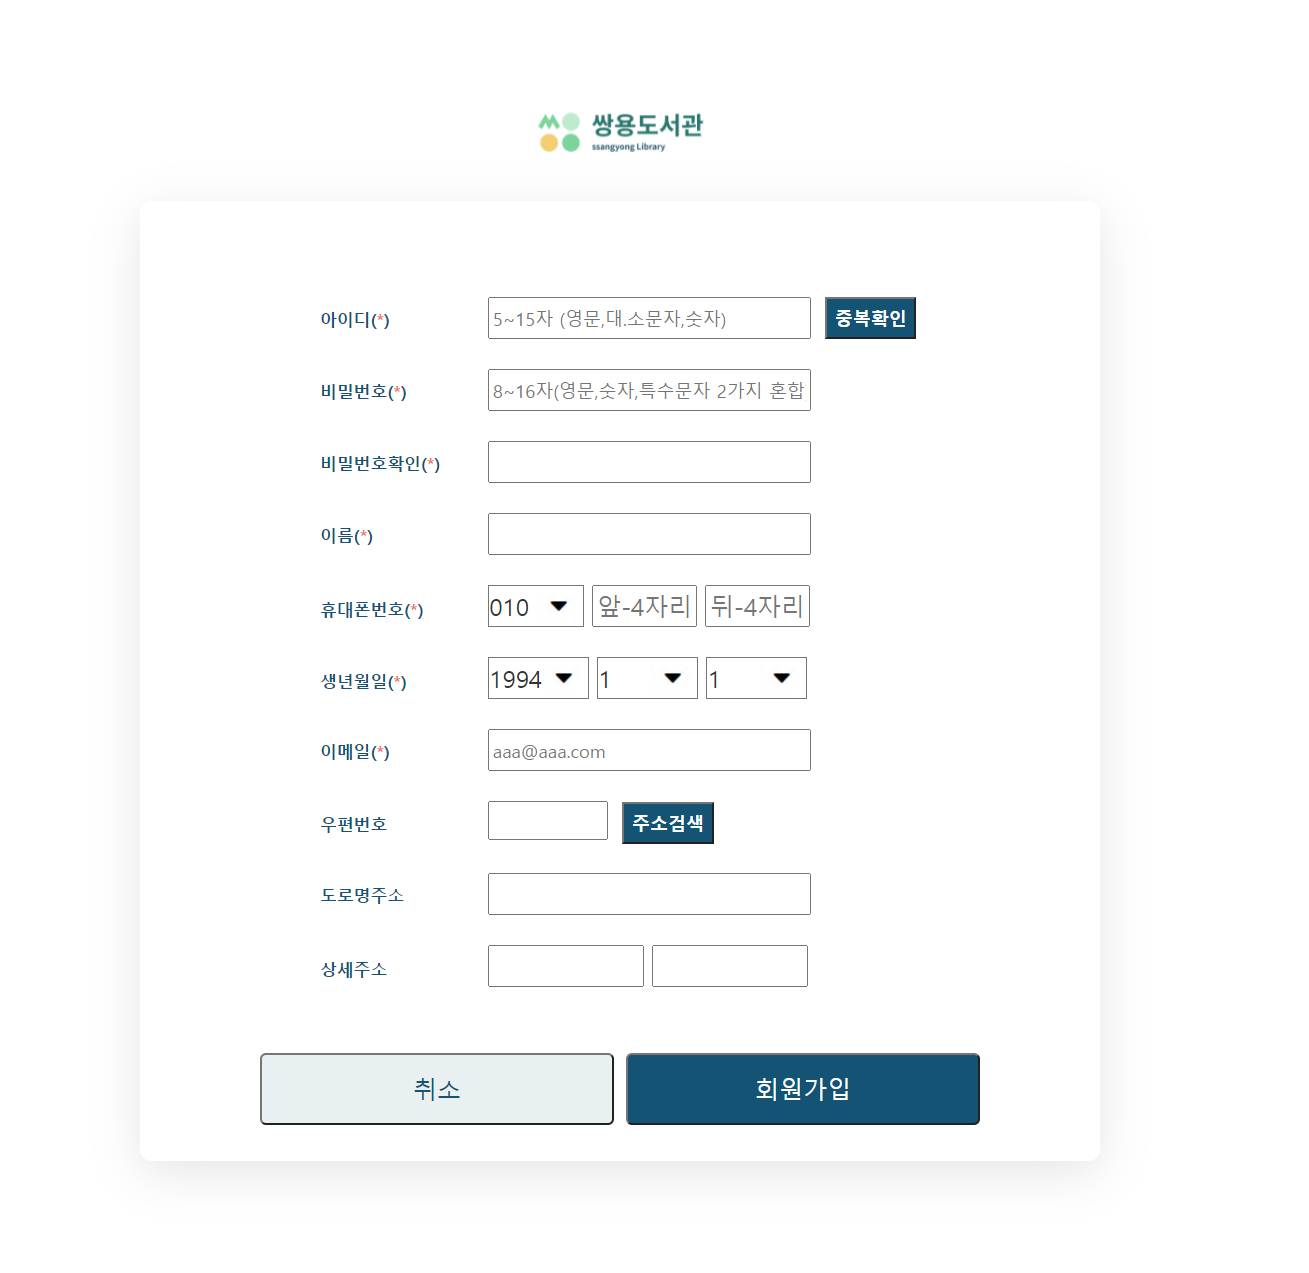 쌍용도서관
ssangyong Library
아이디(*) 5~15자 (영문,대.소문자,숫자) 중복확인
비밀번호(*) 8~16자(영문,숫자,특수문자 2가지 혼합
비밀번호확인(*)
이름(*)
휴대폰번호(*) 010 앞-4자리 뒤-4자리
생년월일(*) 1994 1 1
이메일(*) aaa@aaa.com
우편번호 주소검색
도로명주소
상세주소
취소 회원가입